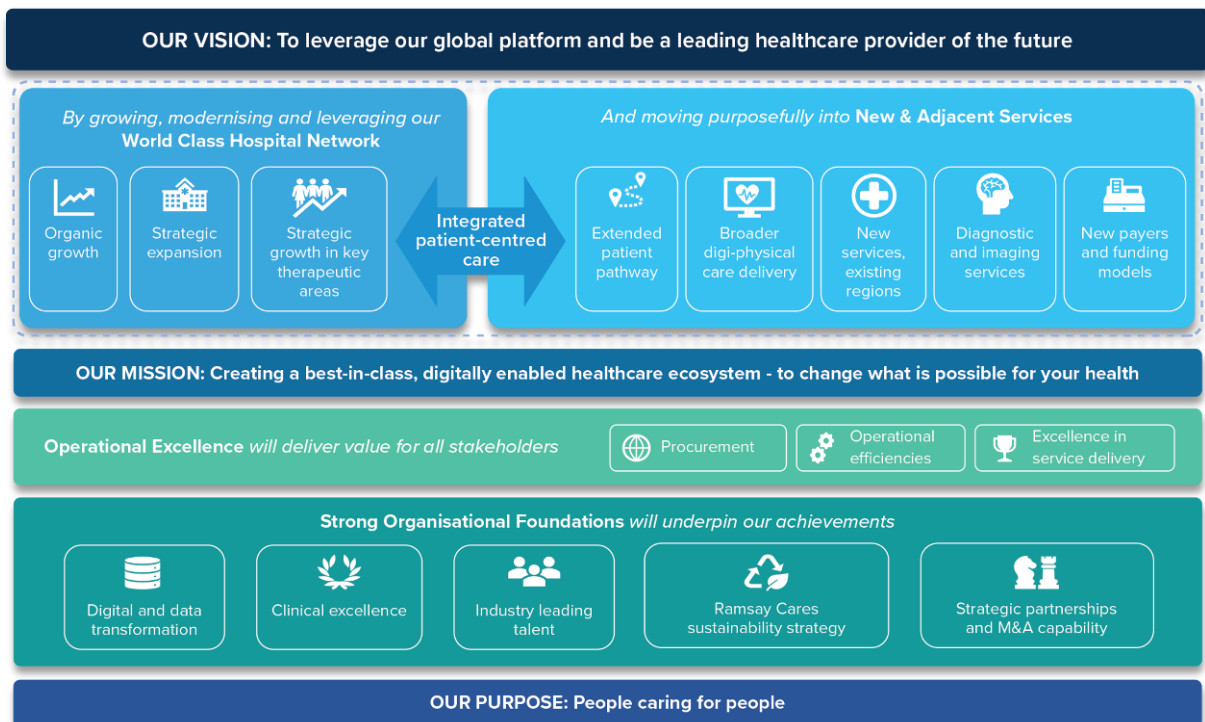 OUR VISION: To leverage our global platform and be a leading healthcare provider of the future
By growing, modernising and leveraging our
World Class Hospital Network
Organic
growth
Strategic
expansion
Strategic
growth in key
therapeutic
areas
Integrated
patient-centred
care
And moving purposefully into New & Adjacent Services
Extended
patient
pathway
Broader
digi-physical
care delivery
New
services,
existing
regions
Diagnostic
and imaging
services
New payers
and funding
models
OUR MISSION: Creating a best-in-class, digitally enabled healthcare ecosystem - to change what is possible for your health
Operational Excellence will deliver value for all stakeholders
Procurement
Operational
efficiencies
Excellence in
service delivery
Strong Organisational Foundations will underpin our achievements
Digital and data
transformation
Clinical excellence
Industry leading
talent
Ramsay Cares
sustainability strategy
Strategic partnerships
and M&A capability
OUR PURPOSE: People caring for people